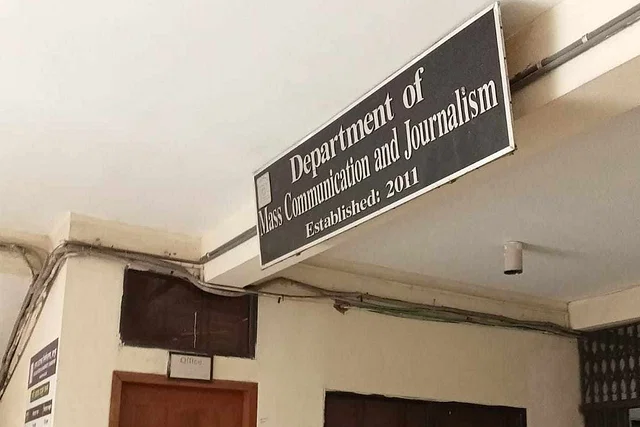 Department of
Mass Communication and Journalism
Established: 2011
Office